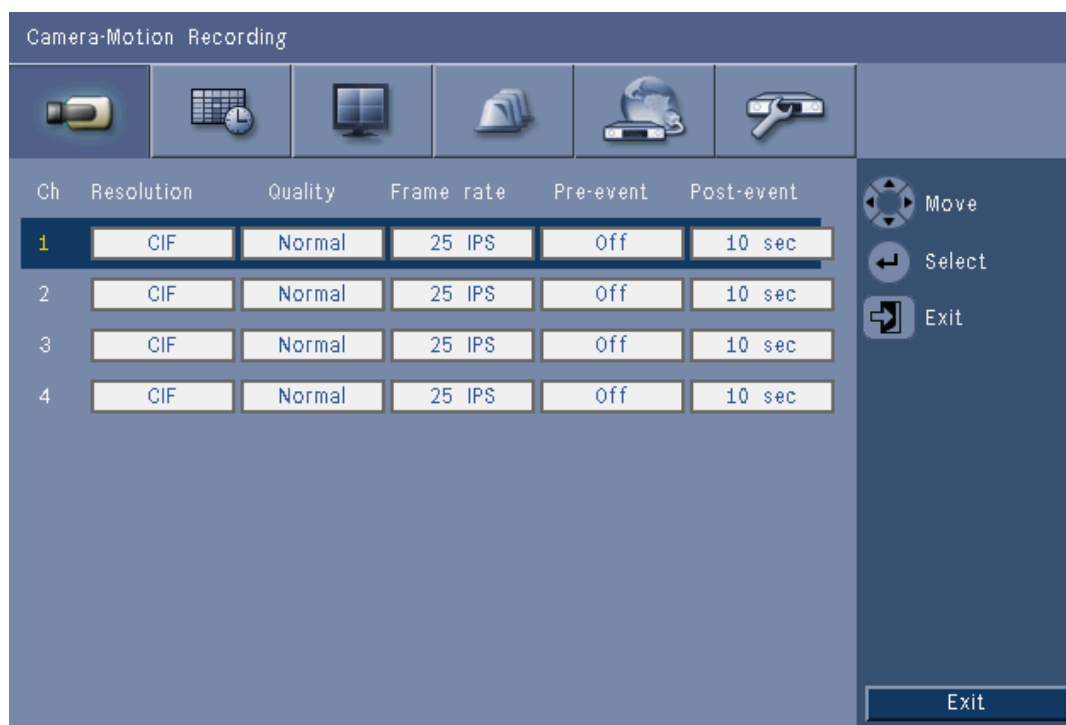 Camera-Motion Recording
Ch Resolution Quality Frame rate Pre-event Post-event
1 CIF Normal 25 IPS Off 10 sec
2 CIF Normal 25 IPS Off 10 sec
3 CIF Normal 25 IPS Off 10 sec
4 CIF Normal 25 IPS Off 10 sec
Move
Select
Exit
Exit